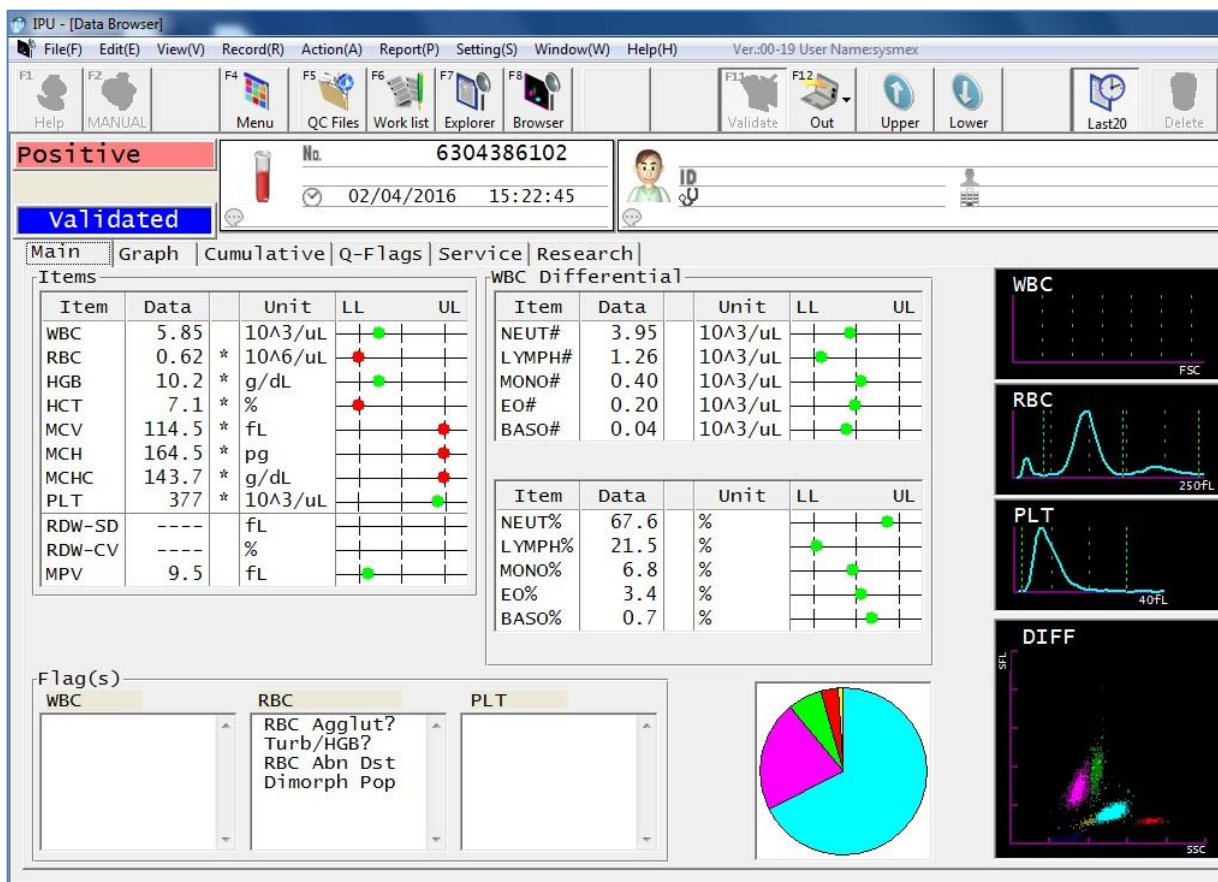 IPU - [Data Browser]
File(F) Edit(E) View(V) Record(R) Action(A) Report(P) Setting(S) Window(W) Help(H) Ver.:00-19 User Name:sysmex
F1 F2 F4 F5 F6 F7 F8 F11 F12
Help MANUAL Menu QC Files Work list Explorer Browser Validate Out Upper Lower Last20 Delete
Positive
No. 6304386102
ID
02/04/2016 15:22:45
Validated
Main Graph Cumulative Q-Flags Service Research
Items
Item Data Unit LL UL
WBC 5.85 10^3/uL
RBC 0.62 * 10^6/uL
HGB 10.2 * g/dL
HCT 7.1 * %
MCV 114.5 * fL
MCH 164.5 * pg
MCHC 143.7 * g/dL
PLT 377 * 10^3/uL
RDW-SD ---- fL
RDW-CV ---- %
MPV 9.5 fL
WBC Differential
Item Data Unit LL UL
NEUT# 3.95 10^3/uL
LYMPH# 1.26 10^3/uL
MONO# 0.40 10^3/uL
EO# 0.20 10^3/uL
BASO# 0.04 10^3/uL
Item Data Unit LL UL
NEUT% 67.6 %
LYMPH% 21.5 %
MONO% 6.8 %
EO% 3.4 %
BASO% 0.7 %
WBC
FSC
RBC
250fL
PLT
40fL
DIFF
SFL
SSC
Flag(s)
WBC RBC PLT
RBC Agglut?
Turb/HGB?
RBC Abn Dst
Dimorph Pop